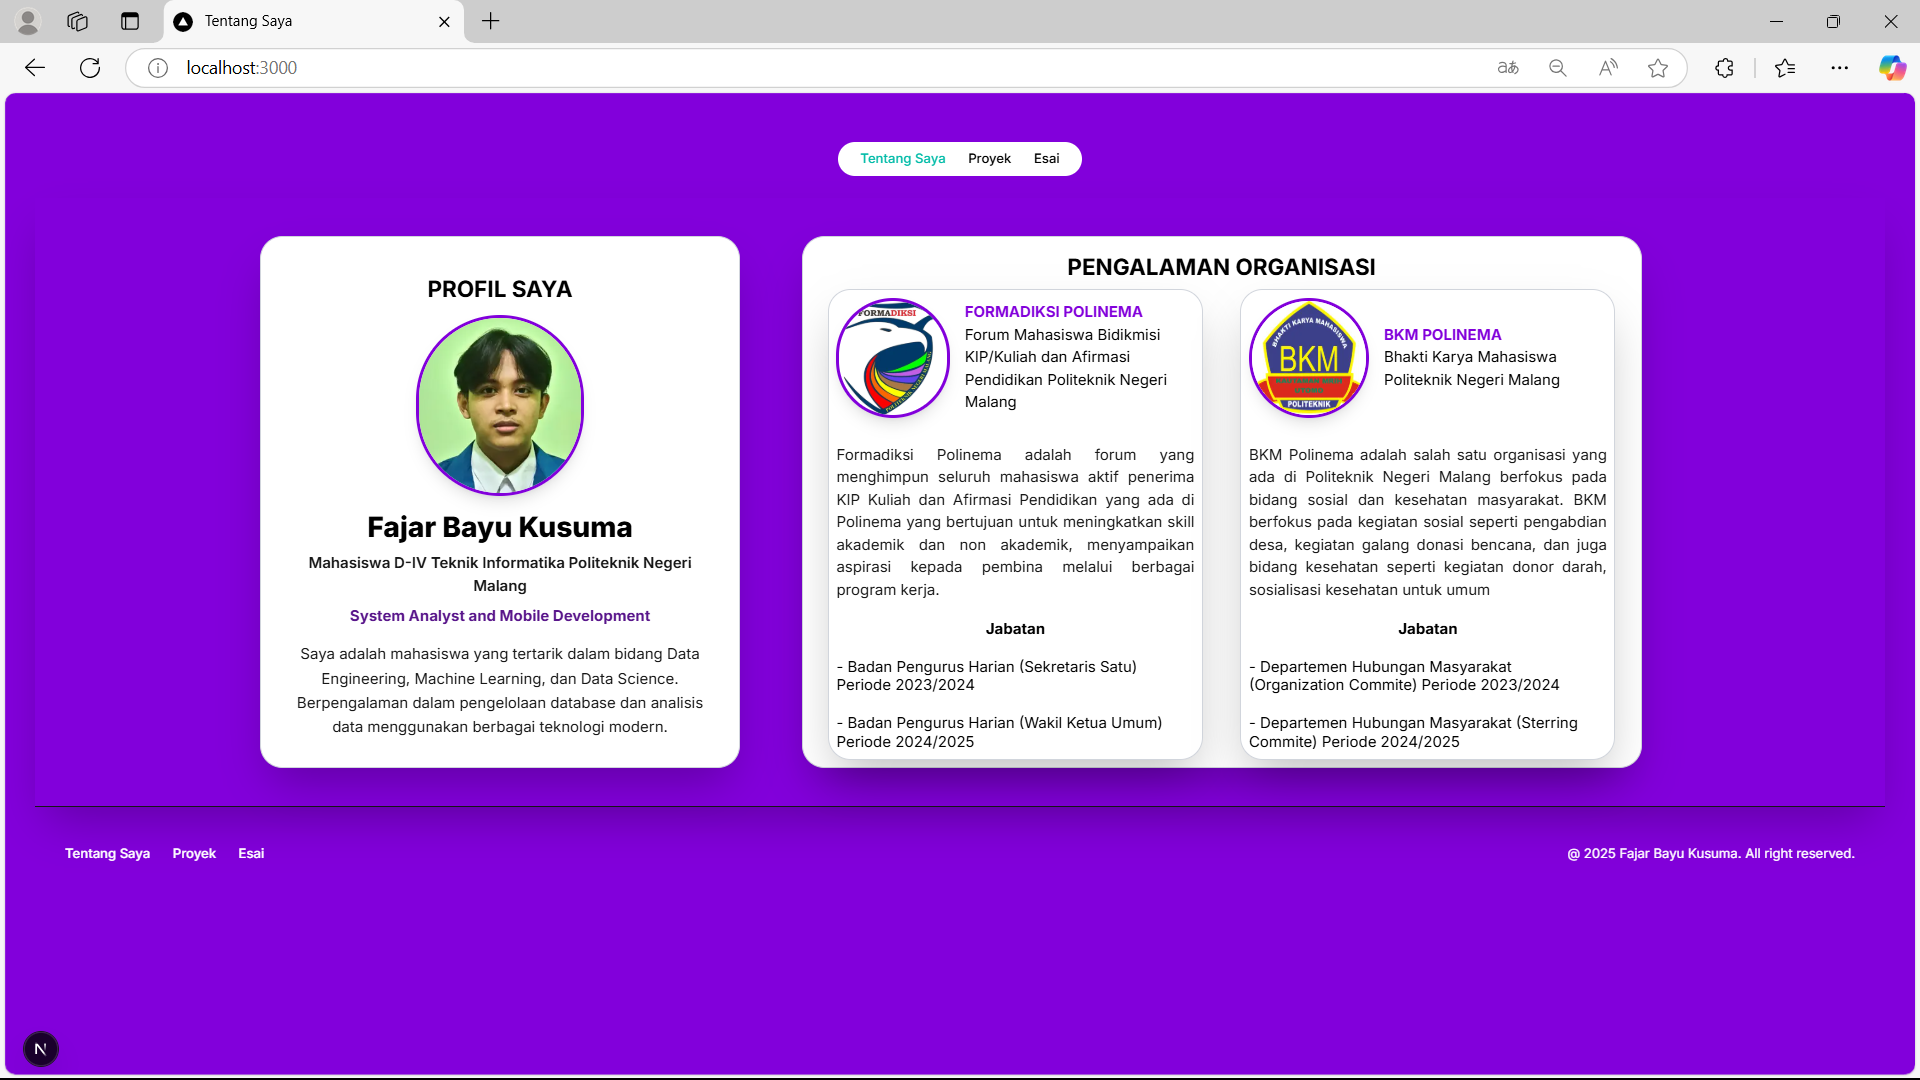 Tentang Saya
localhost:3000
Tentang Saya Proyek Esai
PROFIL SAYA
Fajar Bayu Kusuma
Mahasiswa D-IV Teknik Informatika Politeknik Negeri
Malang
System Analyst and Mobile Development
Saya adalah mahasiswa yang tertarik dalam bidang Data
Engineering, Machine Learning, dan Data Science.
Berpengalaman dalam pengelolaan database dan analisis
data menggunakan berbagai teknologi modern.
PENGALAMAN ORGANISASI
FORMADIKSI
FORMADIKSI POLINEMA
Forum Mahasiswa Bidikmisi
KIP/Kuliah dan Afirmasi
Pendidikan Politeknik Negeri
Malang
Formadiksi Polinema adalah forum yang
menghimpun seluruh mahasiswa aktif penerima
KIP Kuliah dan Afirmasi Pendidikan yang ada di
Polinema yang bertujuan untuk meningkatkan skill
akademik dan non akademik, menyampaikan
aspirasi kepada pembina melalui berbagai
program kerja.
Jabatan
- Badan Pengurus Harian (Sekretaris Satu)
Periode 2023/2024
- Badan Pengurus Harian (Wakil Ketua Umum)
Periode 2024/2025
BHAKTI KARYA MAHASISWA
BKM
POLITEKNIK
BKM POLINEMA
Bhakti Karya Mahasiswa
Politeknik Negeri Malang
BKM Polinema adalah salah satu organisasi yang
ada di Politeknik Negeri Malang berfokus pada
bidang sosial dan kesehatan masyarakat. BKM
berfokus pada kegiatan sosial seperti pengabdian
desa, kegiatan galang donasi bencana, dan juga
bidang kesehatan seperti kegiatan donor darah,
sosialisasi kesehatan untuk umum
Jabatan
- Departemen Hubungan Masyarakat
(Organization Commite) Periode 2023/2024
- Departemen Hubungan Masyarakat (Sterring
Commite) Periode 2024/2025
Tentang Saya Proyek Esai
@ 2025 Fajar Bayu Kusuma. All right reserved.
N